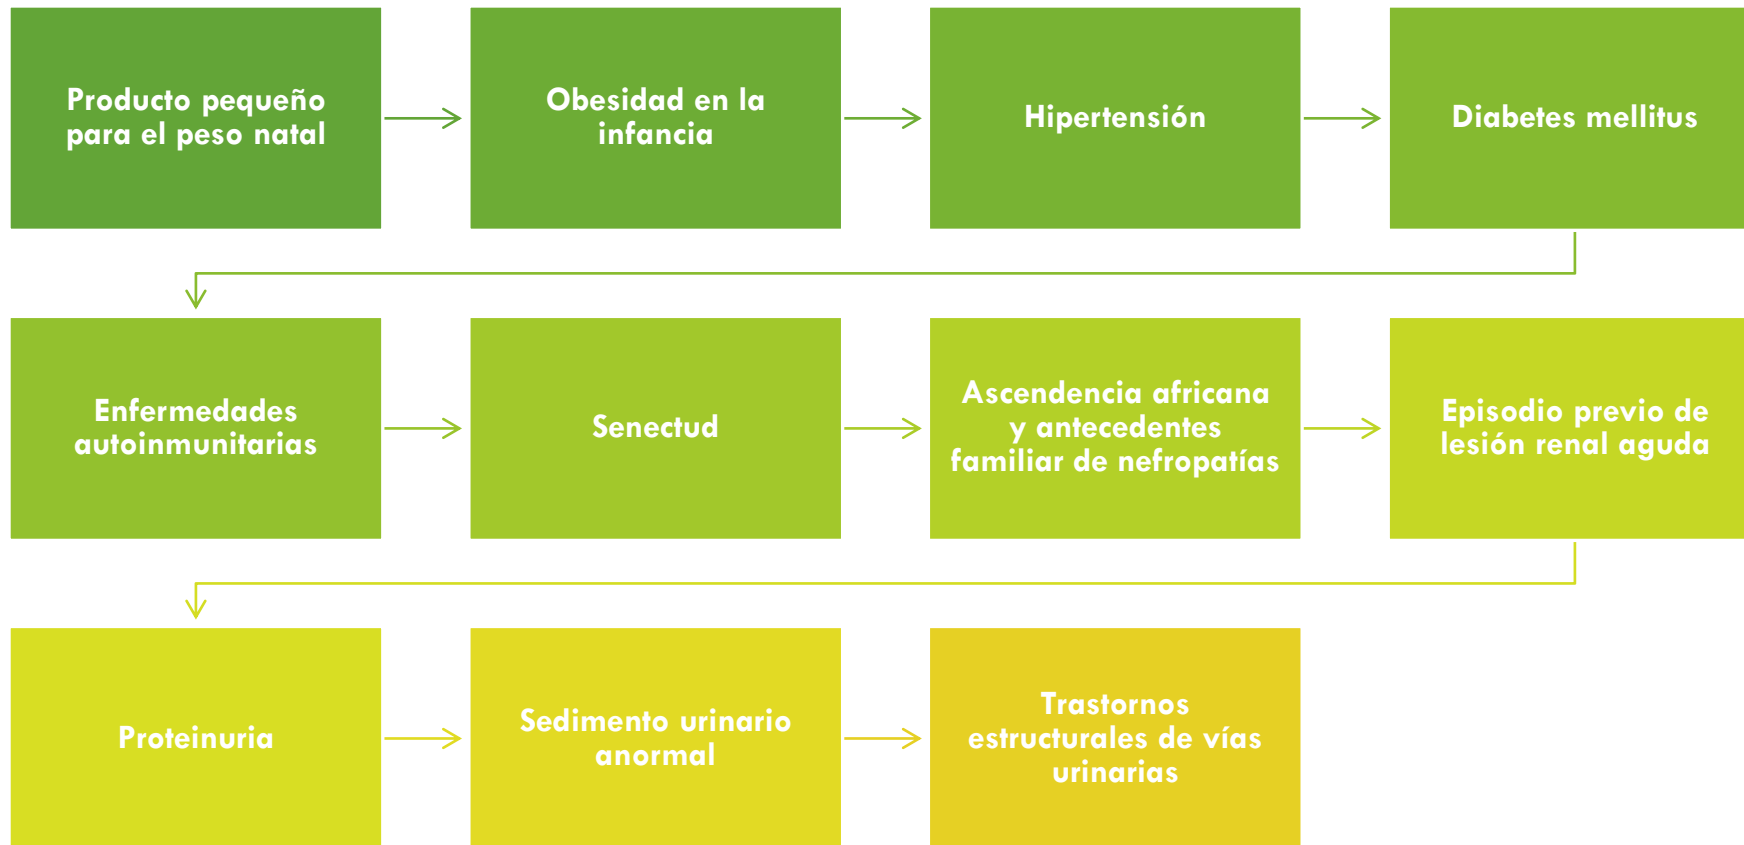 Producto pequeño
para el peso natal
Obesidad en la
infancia
Hipertensión
Diabetes mellitus
Enfermedades
autoinmunitarias
Senectud
Ascendencia africana
y antecedentes
familiar de nefropatías
Episodio previo de
lesión renal aguda
Proteinuria
Sedimento urinario
anormal
Trastornos
estructurales de vías
urinarias